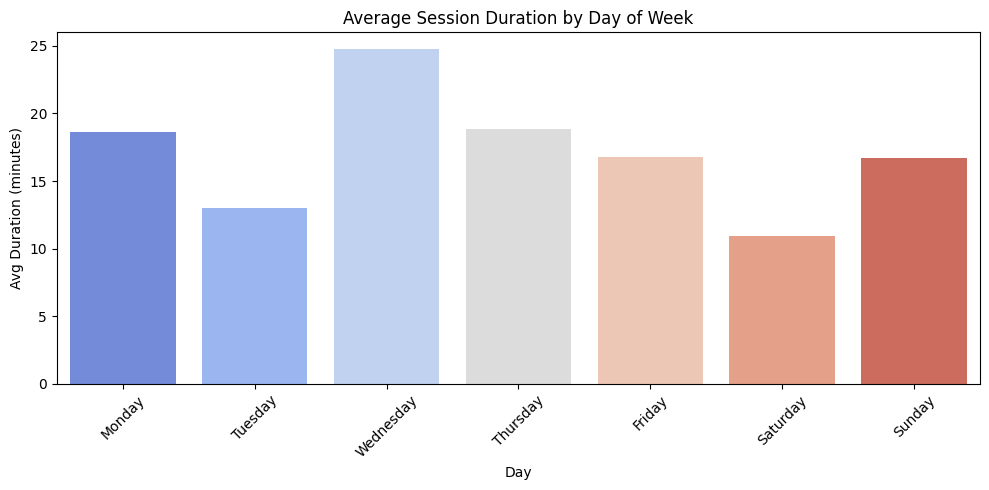 Average Session Duration by Day of Week
Avg Duration (minutes)
25
20
15
10
5
0
Monday
Tuesday
Wednesday
Thursday
Friday
Saturday
Sunday
Day